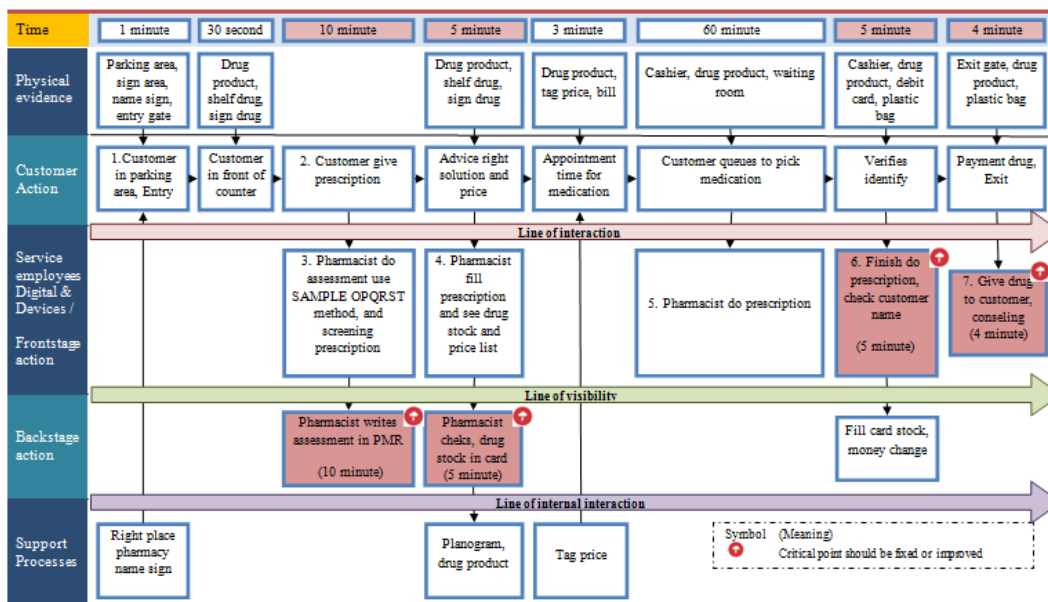 Time
1 minute
30 second
10 minute
5 minute
3 minute
60 minute
5 minute
4 minute
Physical
evidence
Parking area,
sign area,
name sign,
entry gate
Drug
product,
shelf drug,
sign drug
Drug product,
shelf drug,
sign drug
Drug product,
tag price, bill
Cashier, drug product, waiting
room
Cashier, drug
product, debit
card, plastic
bag
Exit gate, drug
product,
plastic bag
Customer
Action
1.Customer
in parking
area, Entry
Customer
in front of
counter
2. Customer give
prescription
Advice right
solution and
price
Appointment
time for
medication
Customer queues to pick
medication
Verifies
identify
Payment drug,
Exit
Line of interaction
Service
employees
Digital &
Devices /
Frontstage
action
3. Pharmacist do
assessment use
SAMPLE OPQRST
method, and
screening
prescription
4. Pharmacist
fill
prescription
and see drug
stock and
price list
5. Pharmacist do prescription
6. Finish do
prescription,
check customer
name
(5 minute)
7. Give drug
to customer,
conseling
(4 minute)
Line of visibility
Backstage
action
Pharmacist writes
assessment in PMR
(10 minute)
Pharmacist
cheks, drug
stock in card
(5 minute)
Fill card stock,
money change
Line of internal interaction
Support
Processes
Right place
pharmacy
name sign
Planogram,
drug product
Tag price
Symbol (Meaning)
Critical point should be fixed or improved